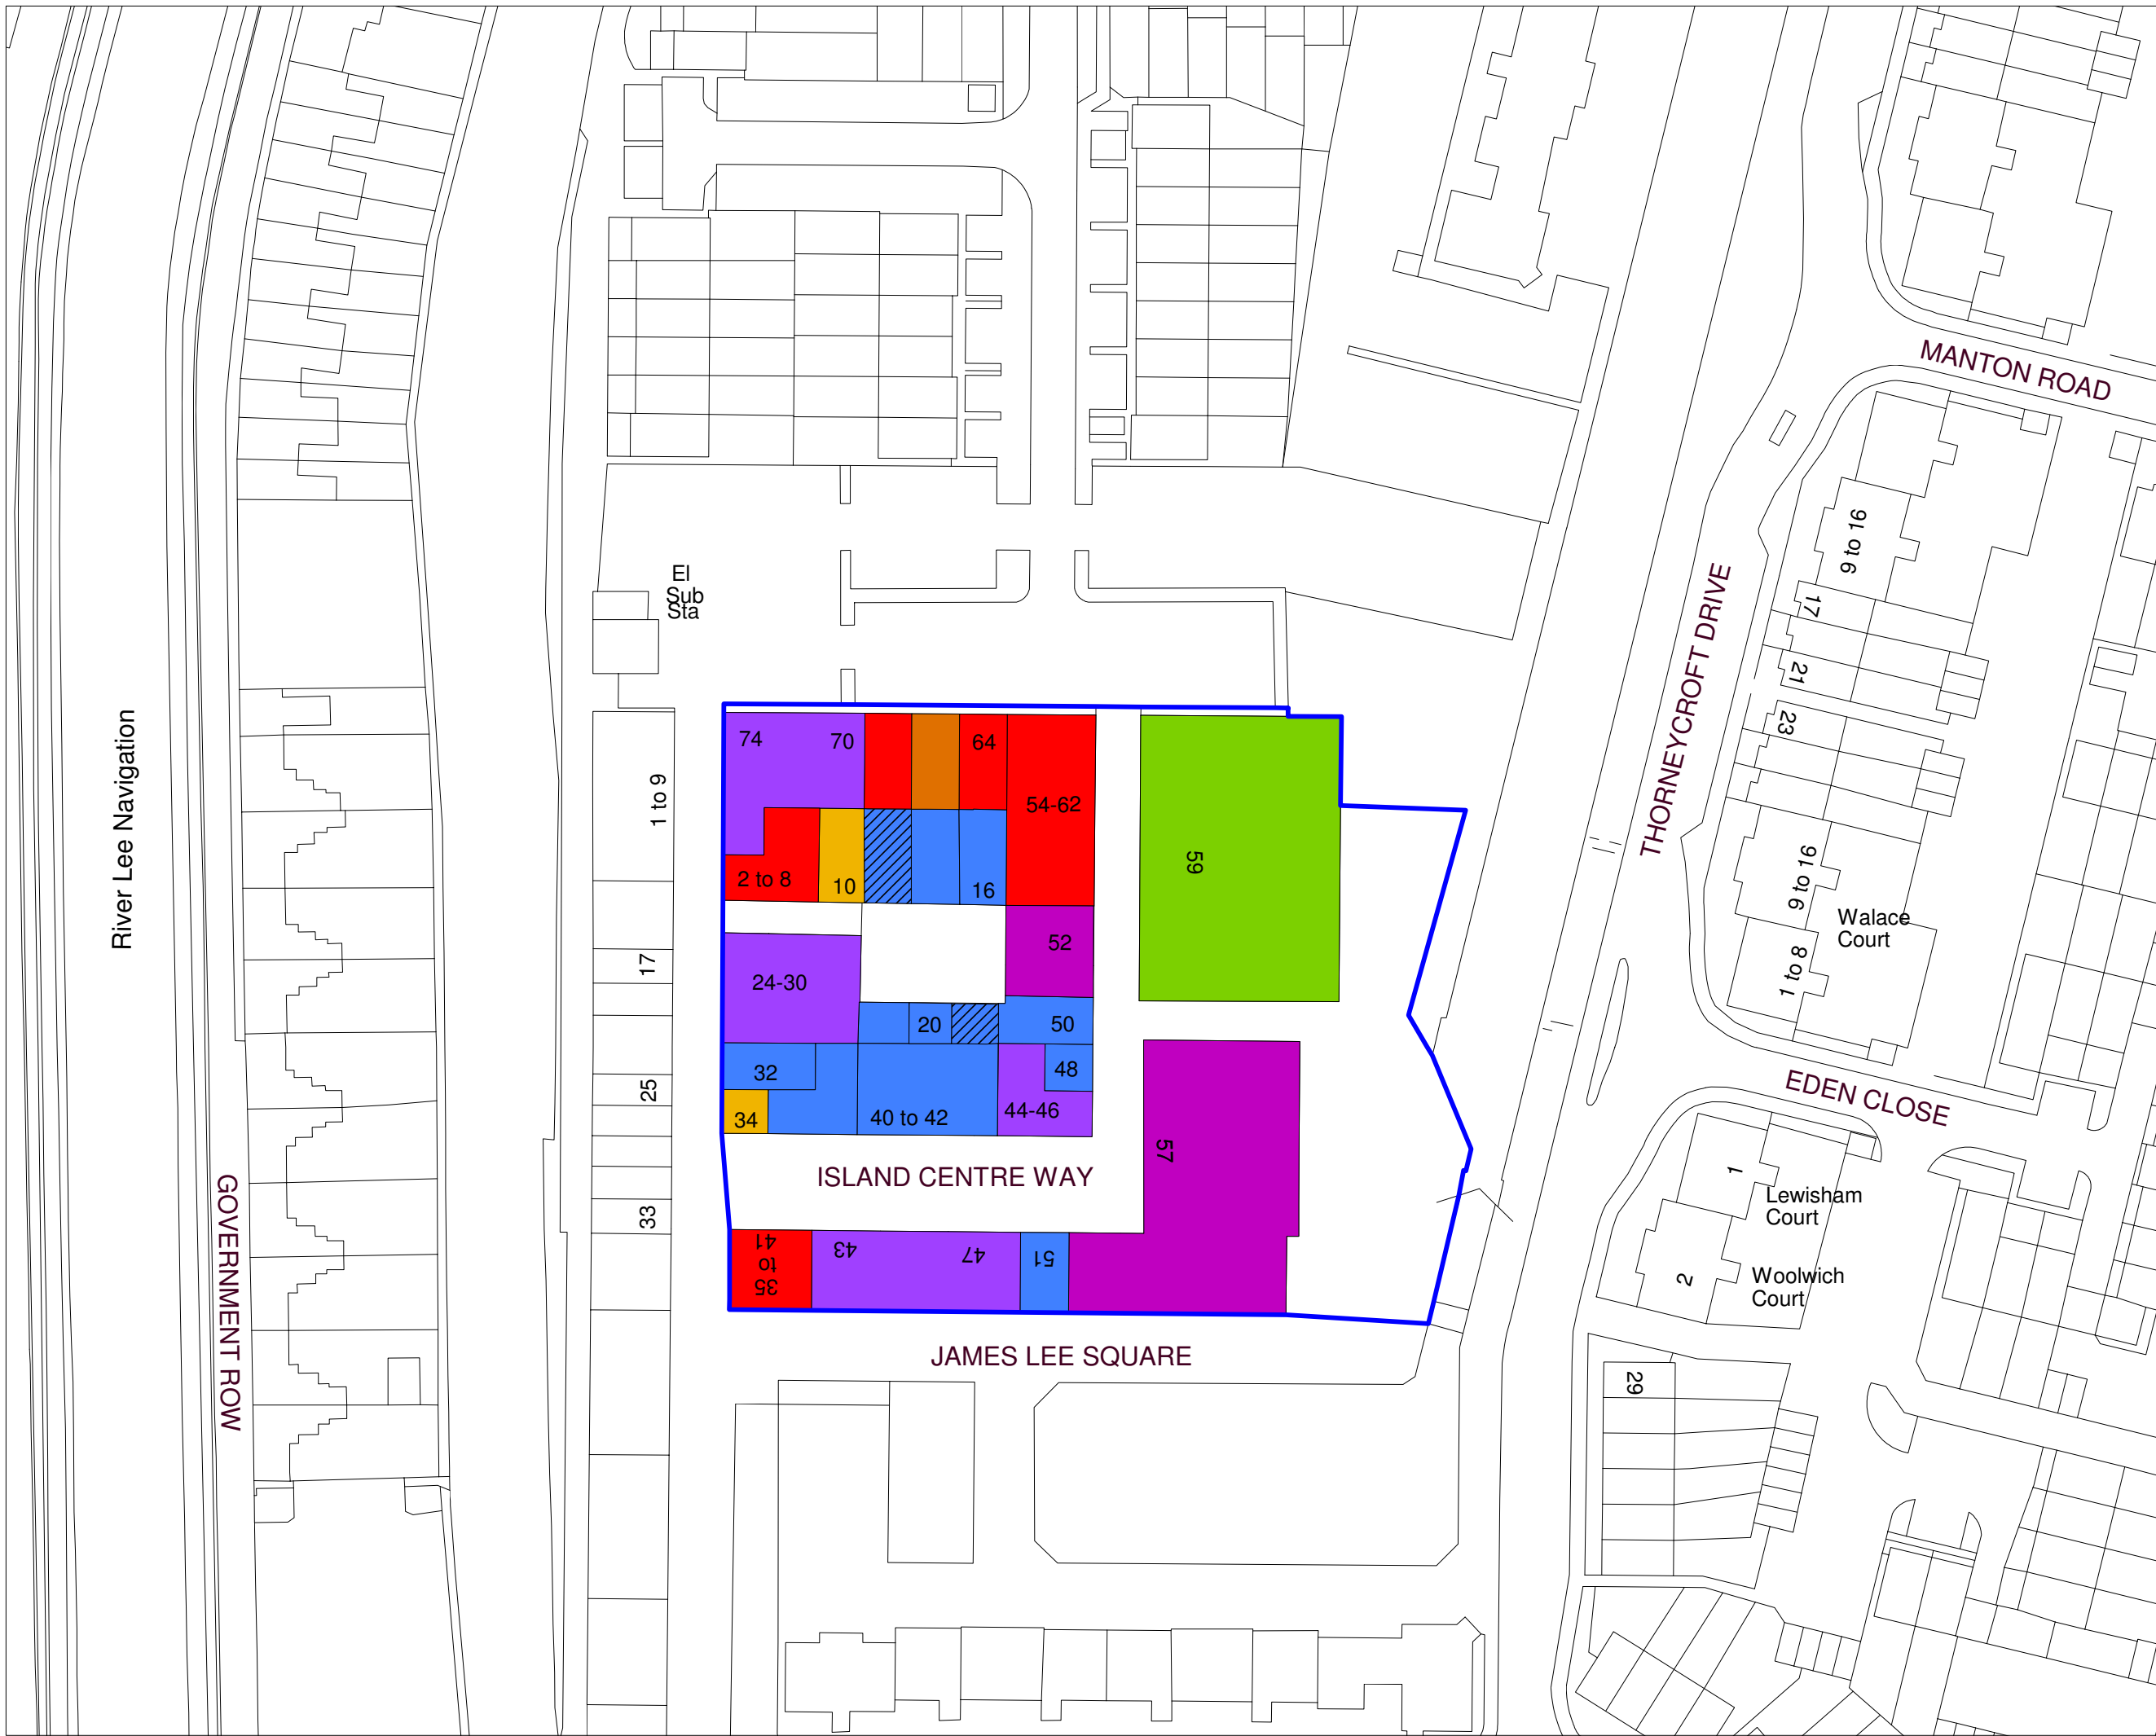 MANTON ROAD
9 to 16
El
Sub
Sta
17
THORNEYCROFT DRIVE
21
23
River Lee Navigation
74
70
64
1 to 9
54-62
59
2 to 8
10
16
9 to 16
Walace
Court
52
17
24-30
1 to 8
20
50
32
48
25
EDEN CLOSE
34
40 to 42
44-46
57
ISLAND CENTRE WAY
1
Lewisham
Court
33
GOVERNMENT ROW
35
to
41
43
47
51
2
Woolwich
Court
JAMES LEE SQUARE
29